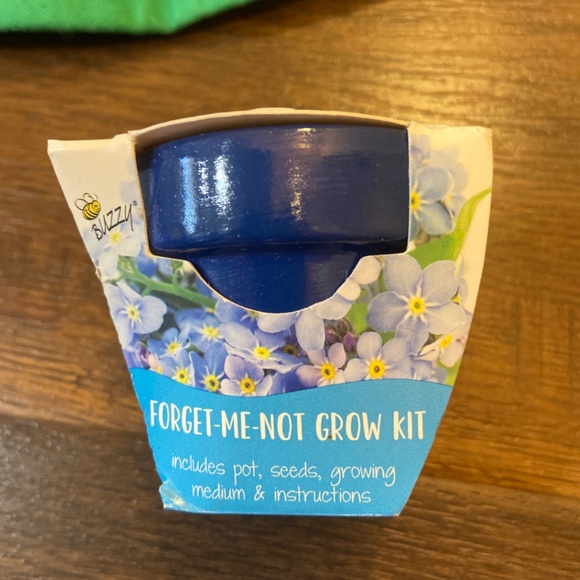 BUZZY®
FORGET-ME-NOT GROW KIT
includes pot, seeds, growing
medium & instructions